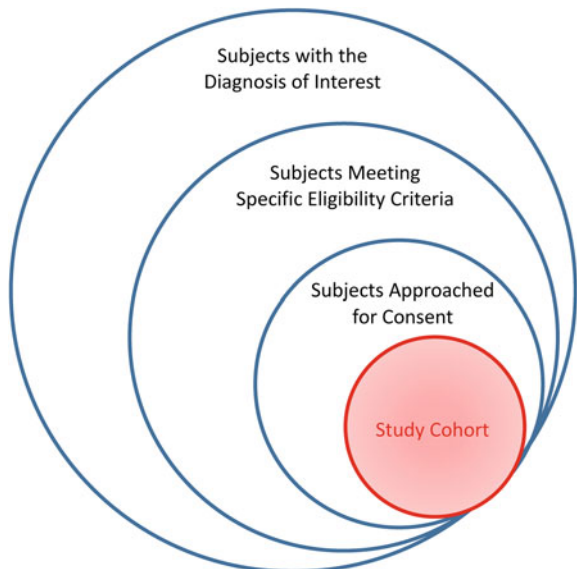 Subjects with the
Diagnosis of Interest
Subjects Meeting
Specific Eligibility Criteria
Subjects Approached
for Consent
Study Cohort